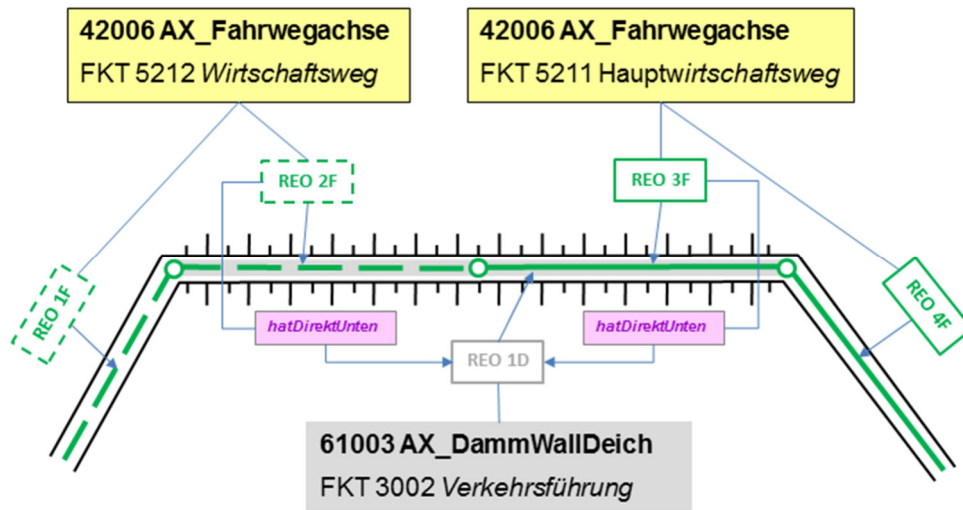 42006 AX_Fahrwegachse
FKT 5212 Wirtschaftsweg
42006 AX_Fahrwegachse
FKT 5211 Hauptwirtschaftsweg
REO 2F
REO 3F
REO 1F
REO 4F
hatDirektUnten
hatDirektUnten
REO 1D
61003 AX_DammWallDeich
FKT 3002 Verkehrsführung